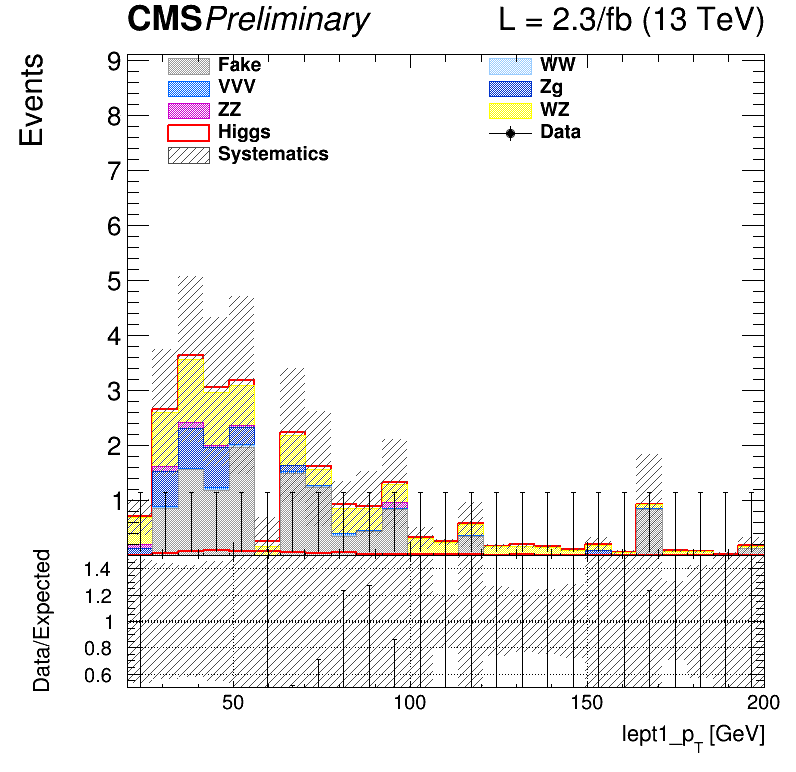 CMS Preliminary L = 2.3/fb (13 TeV)
Events
9
8
7
6
5
4
3
2
1
Fake
VVV
ZZ
Higgs
Systematics
WW
Zg
WZ
Data
Data/Expected
1.4
1.2
1
0.8
0.6
50 100 150 200
lept1_p_T [GeV]